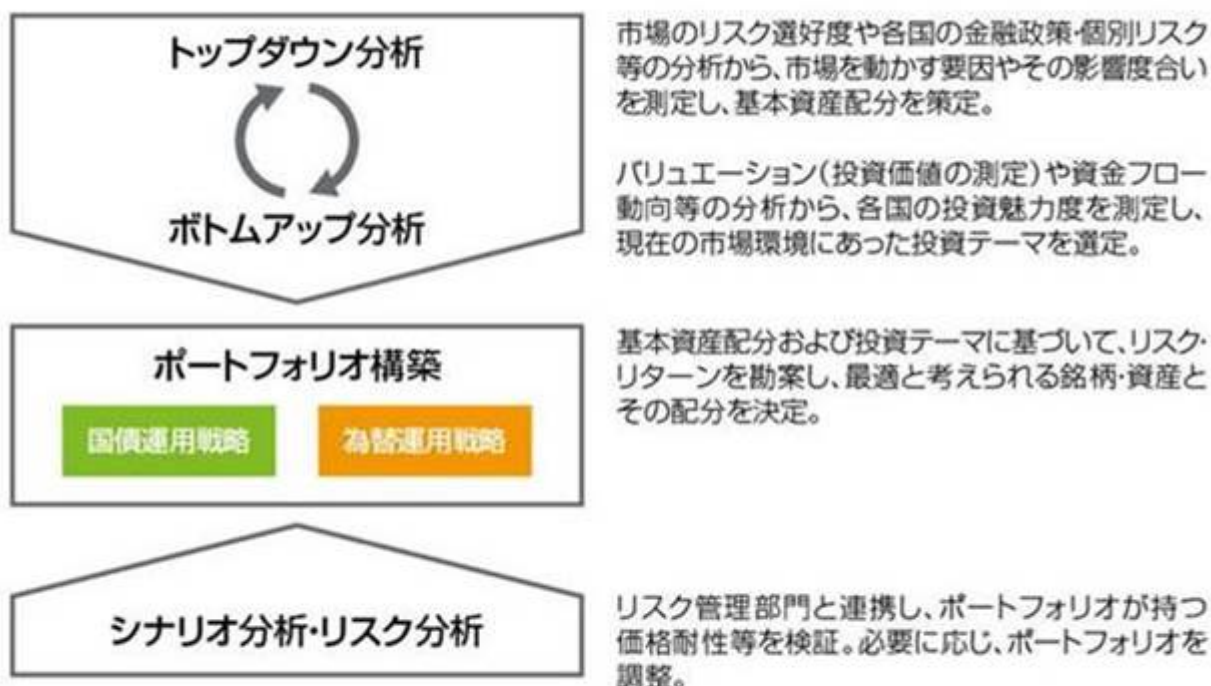 トップダウン分析
ボトムアップ分析
市場のリスク選好度や各国の金融政策・個別リスク
等の分析から、市場を動かす要因やその影響度合い
を測定し、基本資産配分を策定。
バリュエーション(投資価値の測定)や資金フロー
動向等の分析から、各国の投資魅力度を測定し、
現在の市場環境にあった投資テーマを選定。
ポートフォリオ構築
国債運用戦略
為替運用戦略
基本資産配分および投資テーマに基づいて、リスク・
リターンを勘案し、最適と考えられる銘柄・資産と
その配分を決定。
シナリオ分析・リスク分析
リスク管理部門と連携し、ポートフォリオが持つ
価格耐性等を検証。必要に応じ、ポートフォリオを
調整。